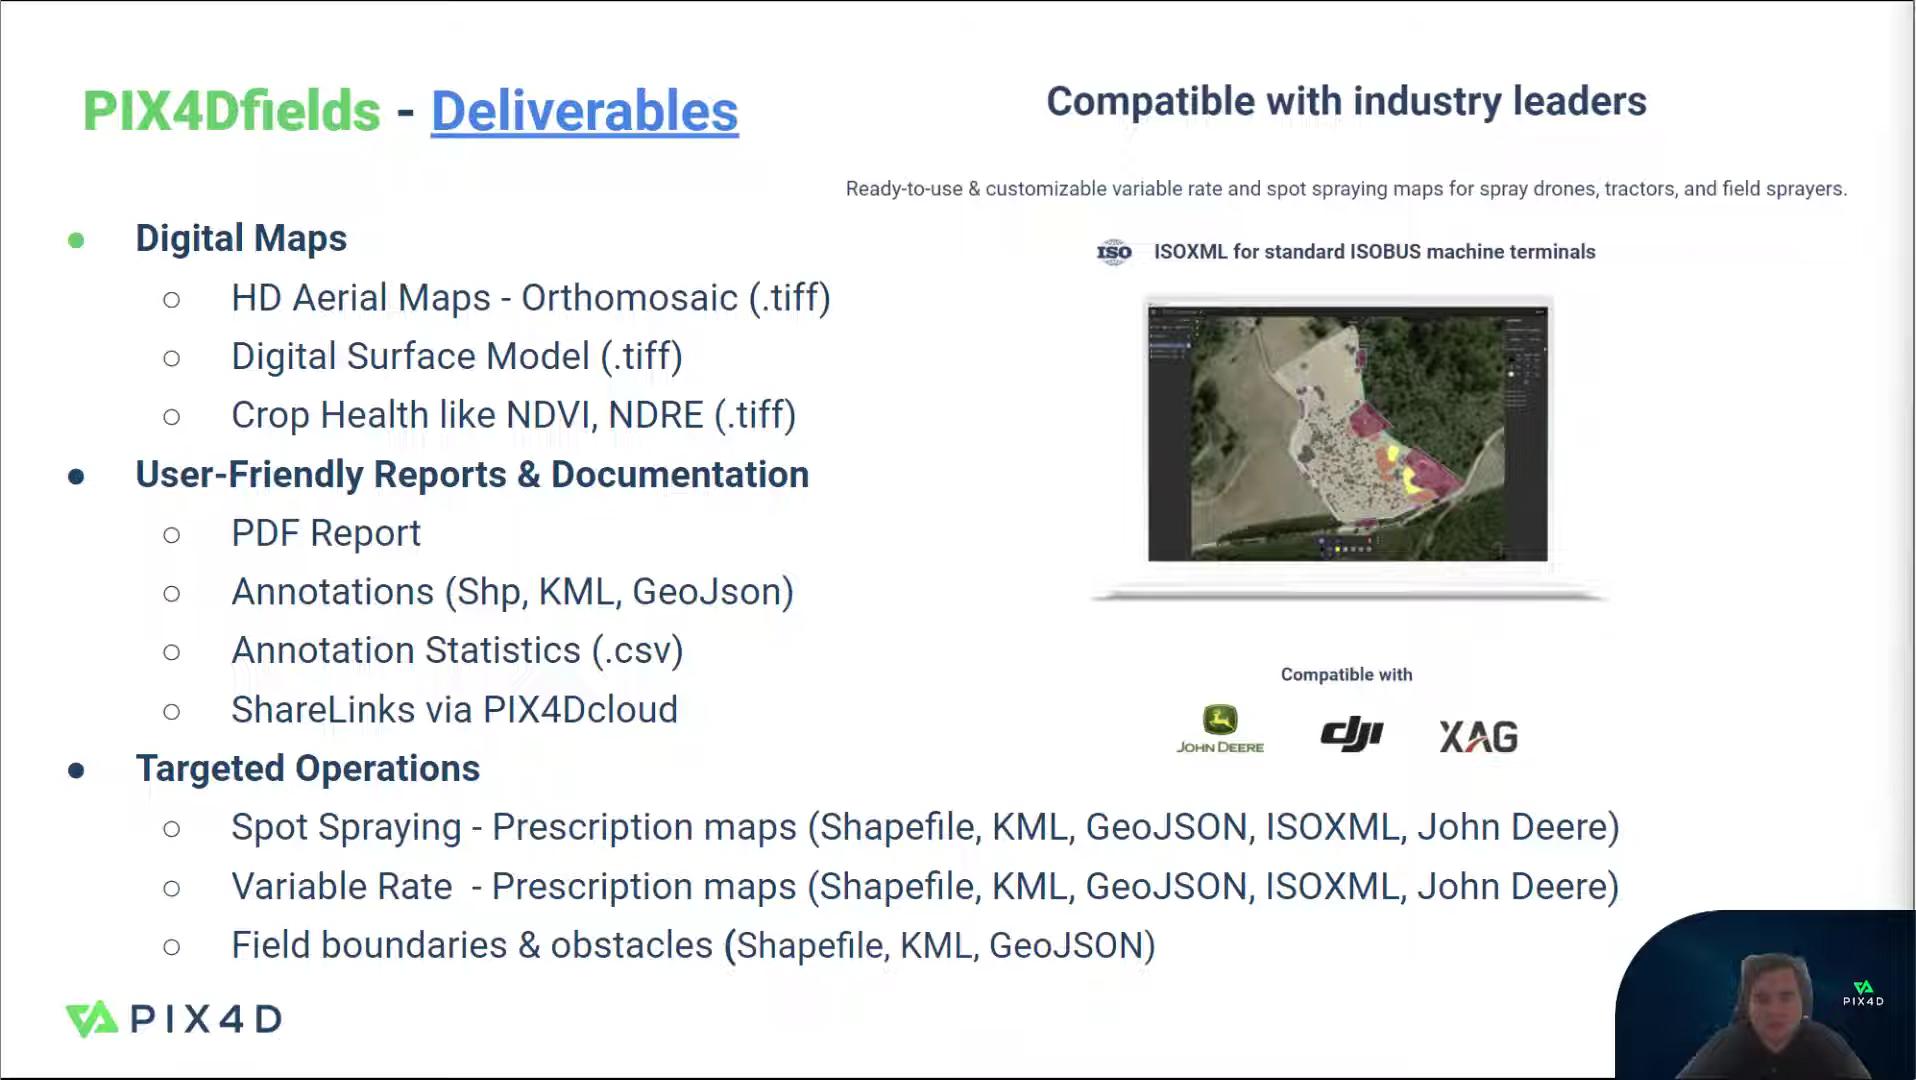 PIX4Dfields - Deliverables
Digital Maps
HD Aerial Maps - Orthomosaic (.tiff)
Digital Surface Model (.tiff)
Crop Health like NDVI, NDRE (.tiff)
User-Friendly Reports & Documentation
PDF Report
Annotations (Shp, KML, GeoJson)
Annotation Statistics (.csv)
ShareLinks via PIX4Dcloud
Targeted Operations
Spot Spraying - Prescription maps (Shapefile, KML, GeoJSON, ISOXML, John Deere)
Variable Rate - Prescription maps (Shapefile, KML, GeoJSON, ISOXML, John Deere)
Field boundaries & obstacles (Shapefile, KML, GeoJSON)
Compatible with industry leaders
Ready-to-use & customizable variable rate and spot spraying maps for spray drones, tractors, and field sprayers.
ISO ISOXML for standard ISOBUS machine terminals
Compatible with
JOHN DEERE dji XAG
PIX4D
PIX4D